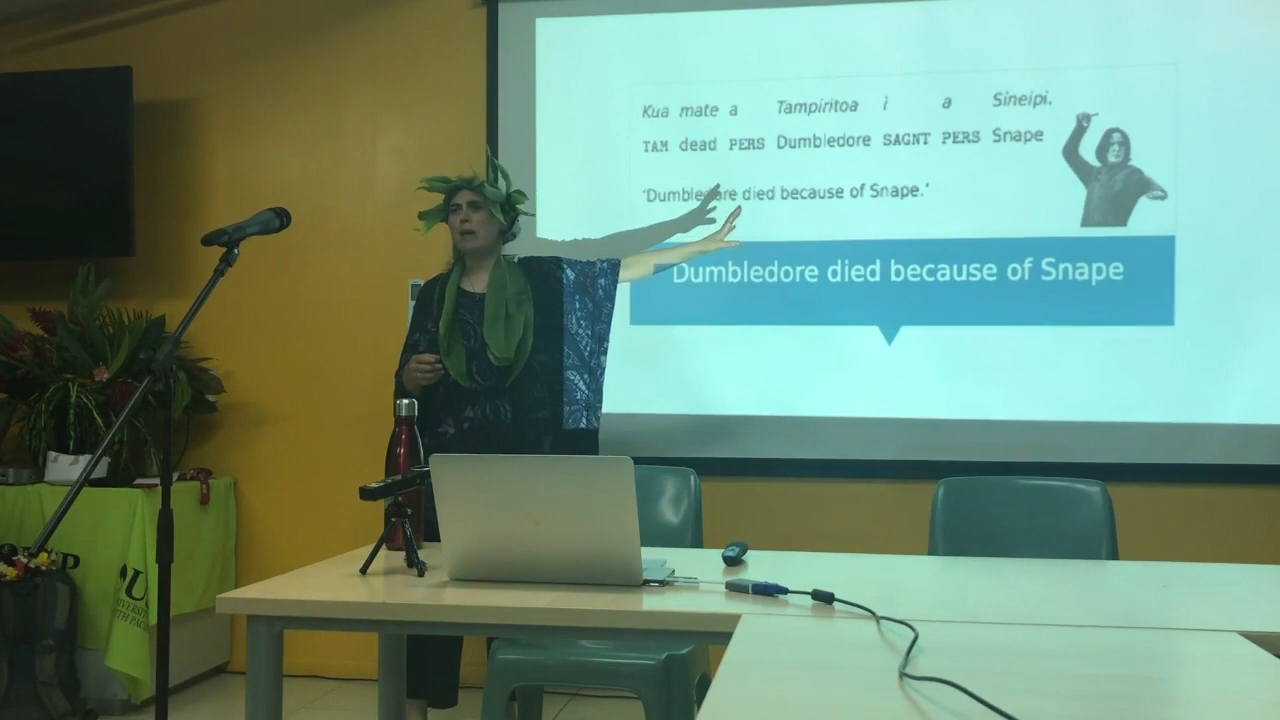 Kua mate a Tampiritoa i a Sineipi.
TAM dead PERS Dumbledore SAGNT PERS Snape
'Dumbledore died because of Snape.'
Dumbledore died because of Snape